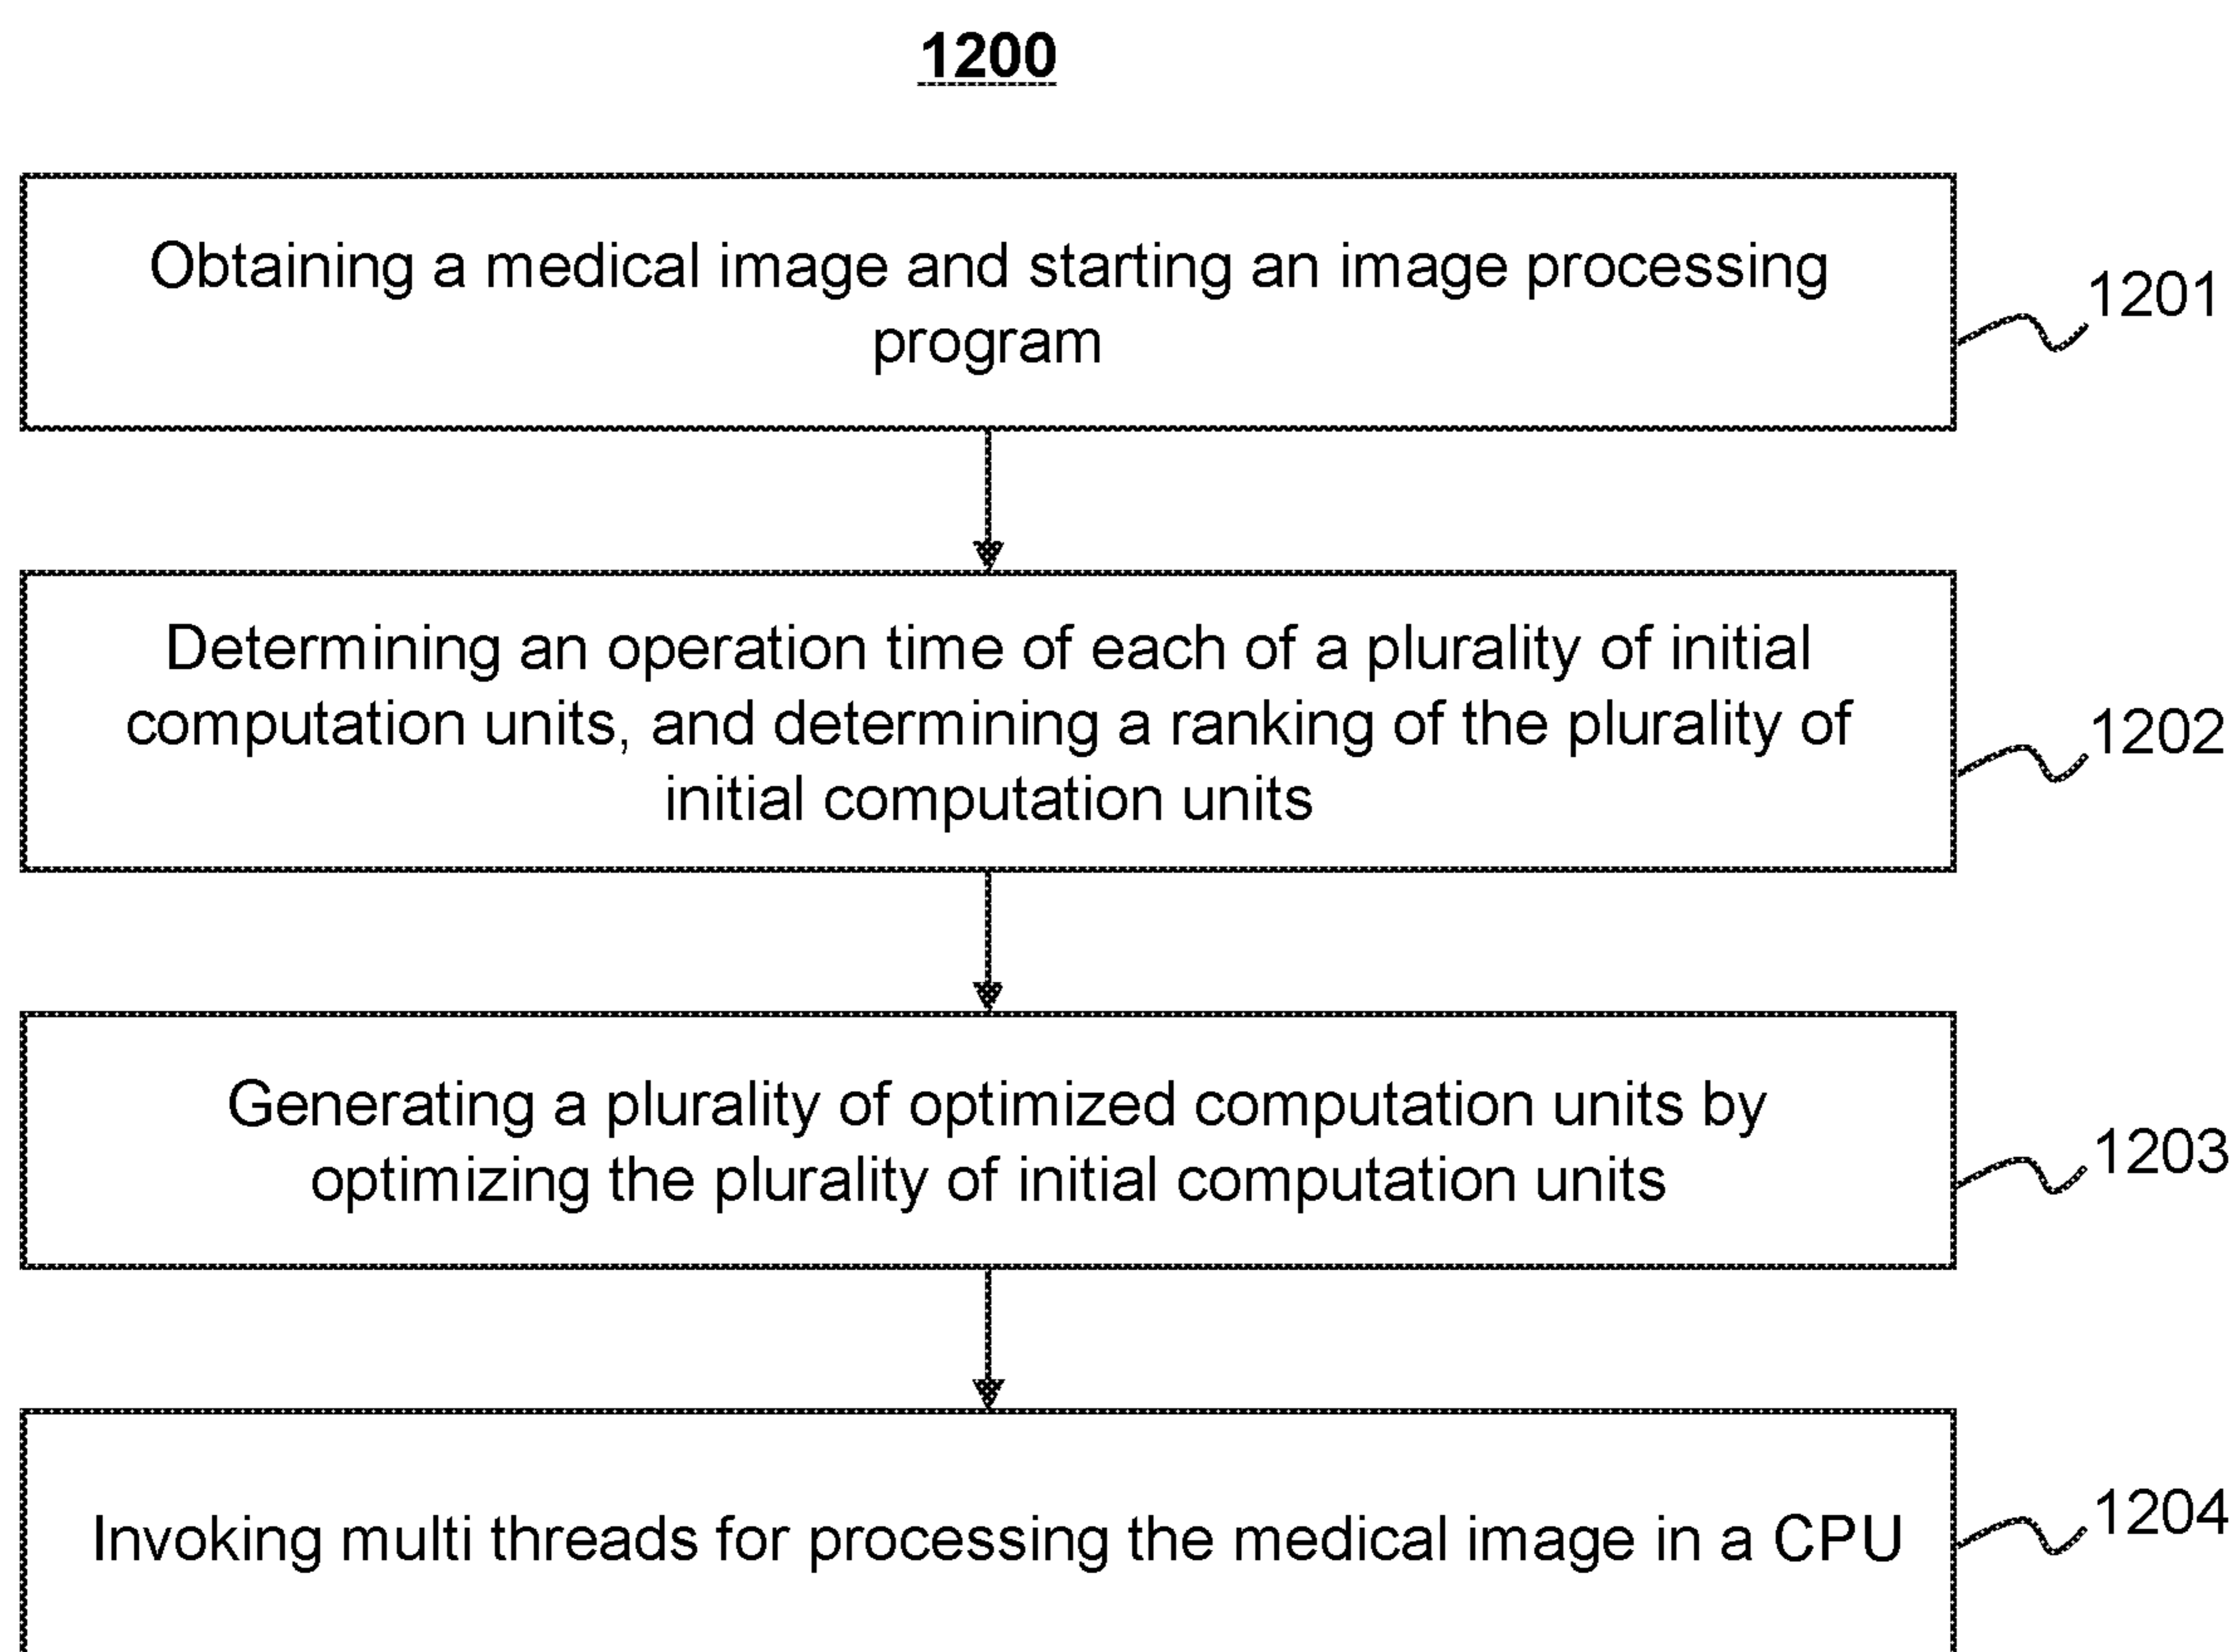 1200
Obtaining a medical image and starting an image processing
program
1201
Determining an operation time of each of a plurality of initial
computation units, and determining a ranking of the plurality of
initial computation units
1202
Generating a plurality of optimized computation units by
optimizing the plurality of initial computation units
1203
Invoking multi threads for processing the medical image in a CPU
1204